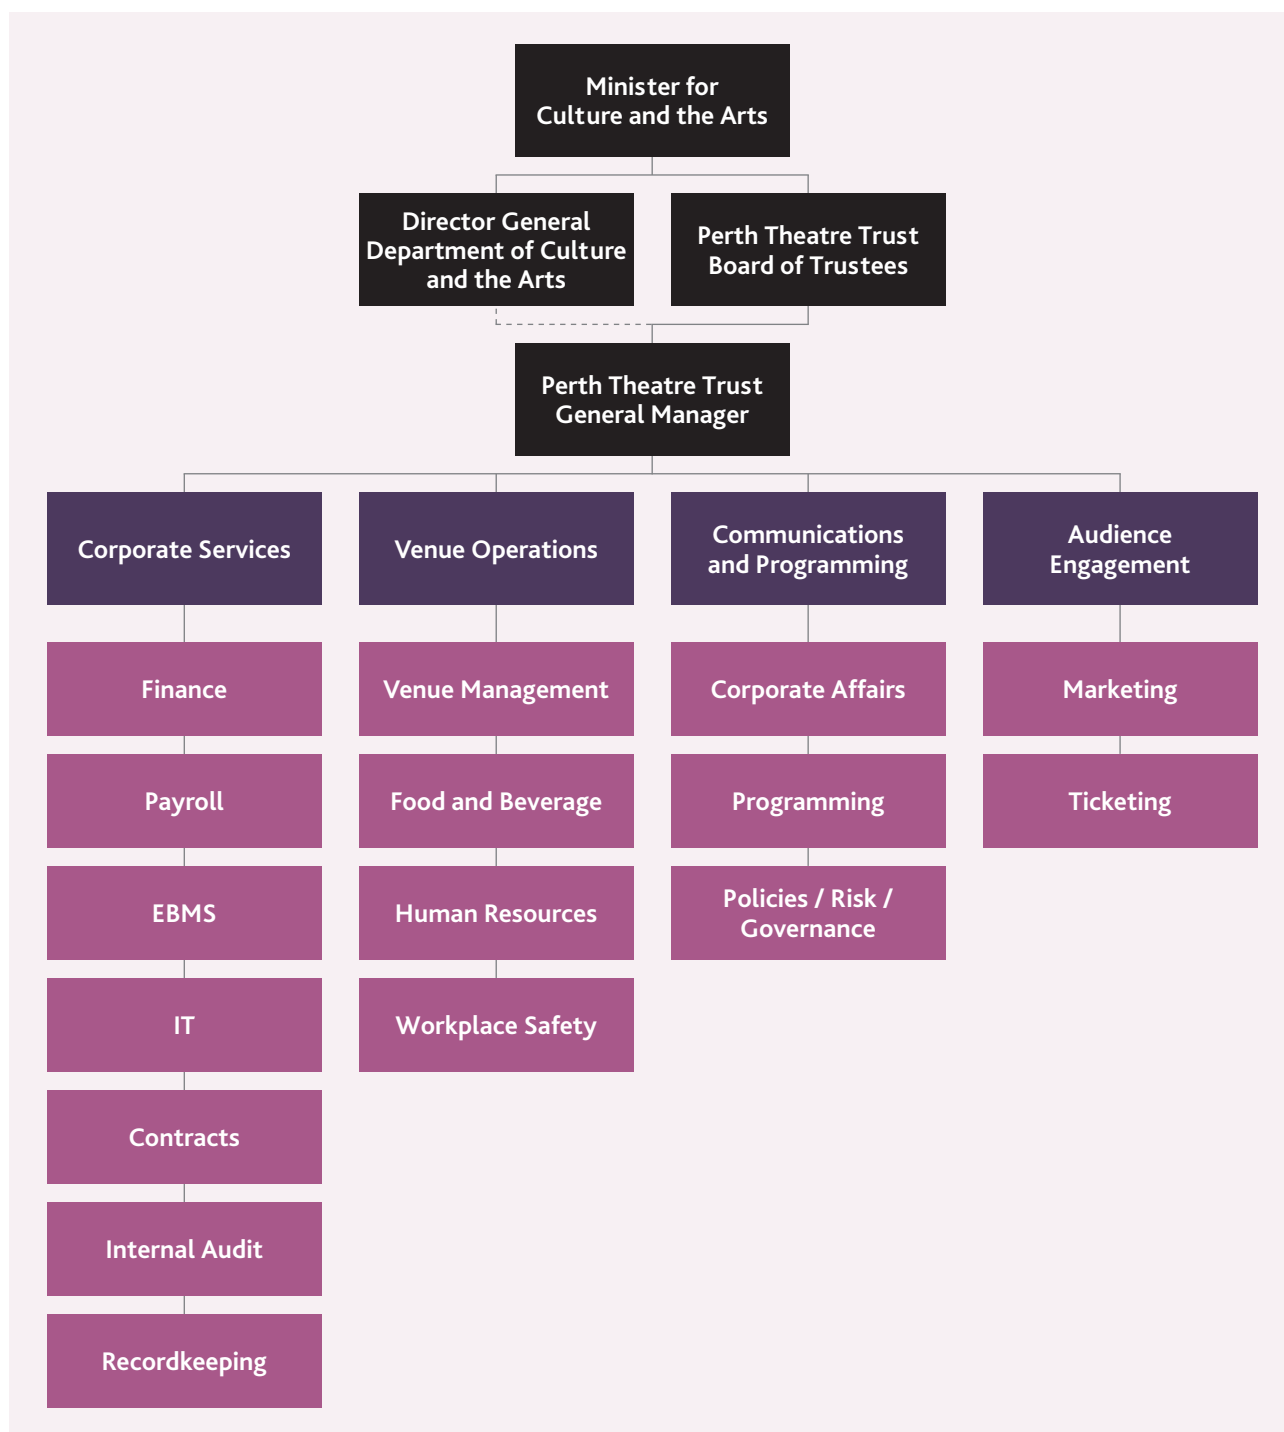 Minister for
Culture and the Arts
Director General
Department of Culture
and the Arts
Perth Theatre Trust
Board of Trustees
Perth Theatre Trust
General Manager
Corporate Services
Venue Operations
Communications
and Programming
Audience
Engagement
Finance
Venue Management
Corporate Affairs
Marketing
Payroll
Food and Beverage
Programming
Ticketing
EBMS
Human Resources
Policies / Risk /
Governance
IT
Workplace Safety
Contracts
Internal Audit
Recordkeeping